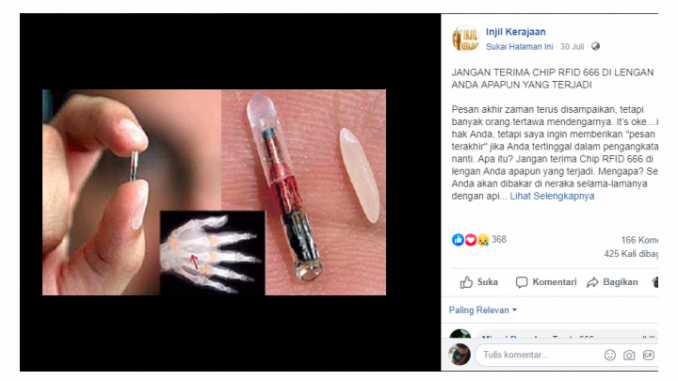 Injil Kerajaan
Sukai Halaman Ini · 30 Juli ·
JANGAN TERIMA CHIP RFID 666 DI LENGAN
ANDA APAPUN YANG TERJADI
Pesan akhir zaman terus disampaikan, tetapi
banyak orang tertawa mendengarnya. It's oke…i
hak Anda, tetapi saya ingin memberikan "pesan
terakhir" jika Anda tertinggal dalam pengangkata
nanti. Apa itu? Jangan terima Chip RFID 666 di
lengan Anda apapun yang terjadi. Mengapa? Se
Anda akan dibakar di neraka selama-lamanya
dengan api... Lihat Selengkapnya
368
166 Kome
425 Kali dibag
Suka Komentari Bagikan
Paling Relevan
Tulis komentar...
GIF